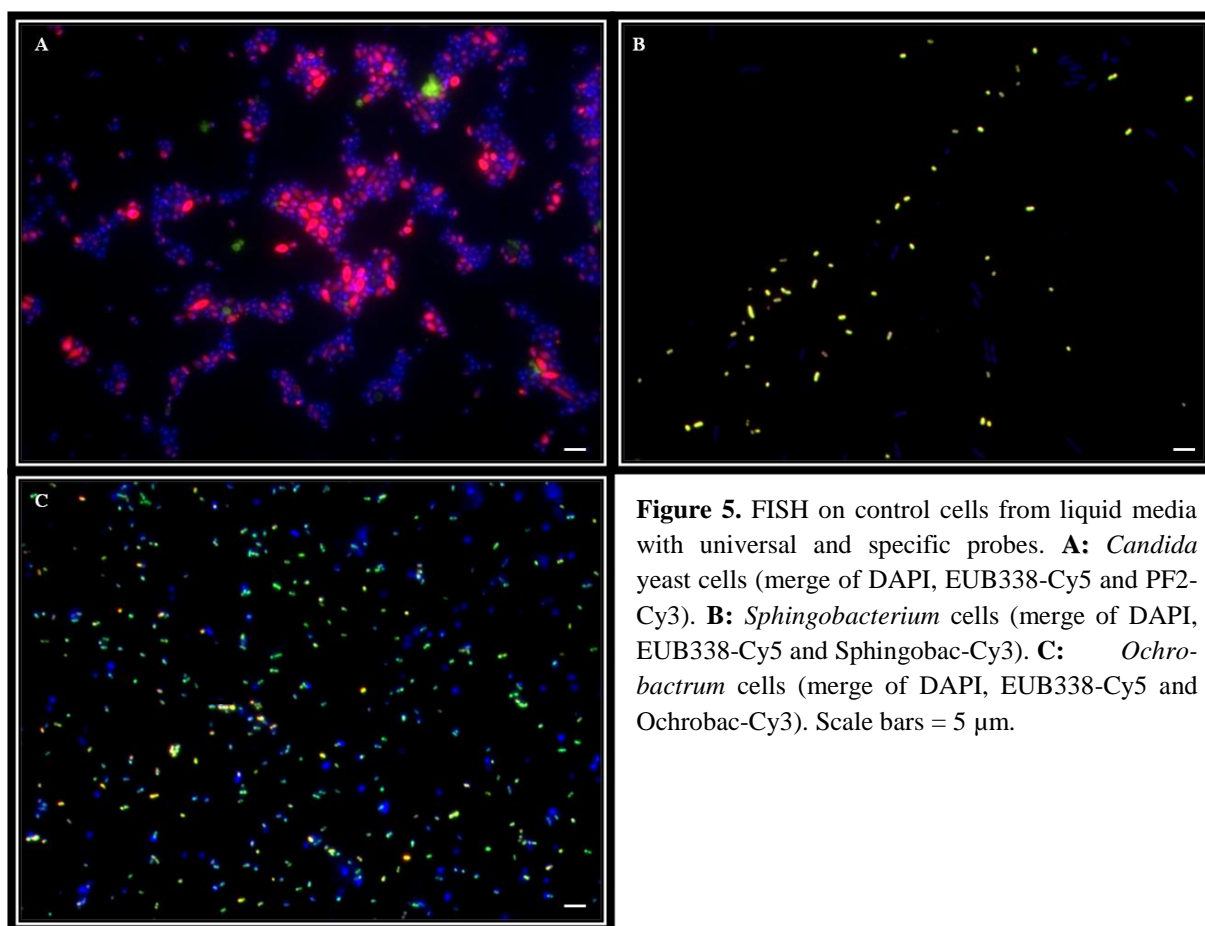 A
B
C
Figure 5. FISH on control cells from liquid media
with universal and specific probes. A: Candida
yeast cells (merge of DAPI, EUB338-Cy5 and PF2-
Cy3). B: Sphingobacterium cells (merge of DAPI,
EUB338-Cy5 and Sphingobac-Cy3). C: Ochro-
bactrum cells (merge of DAPI, EUB338-Cy5 and
Ochrobac-Cy3). Scale bars = 5 µm.